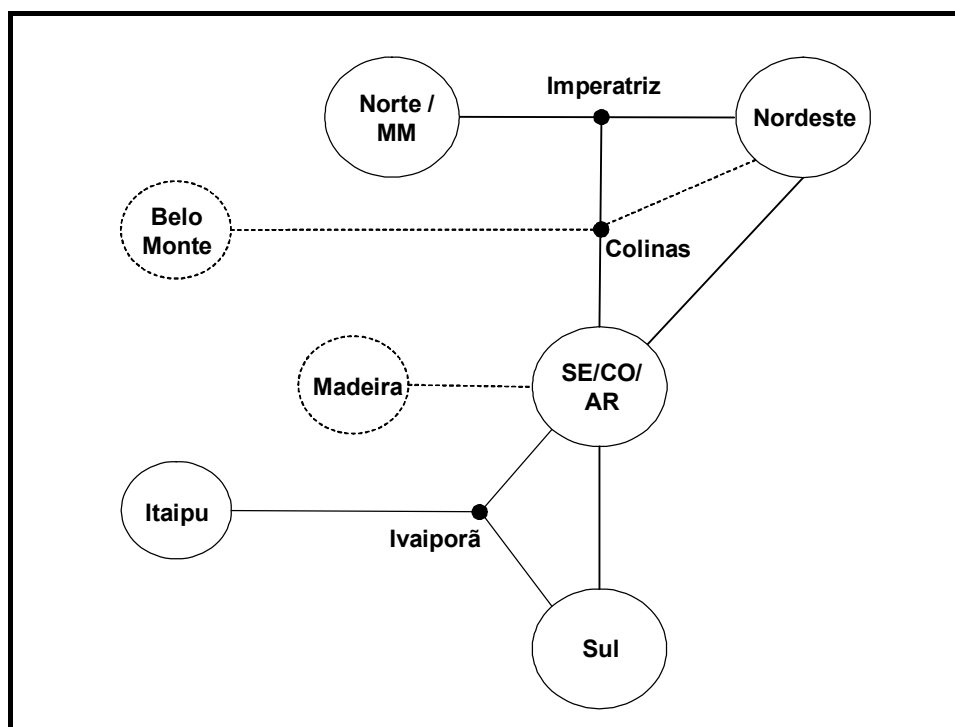 Imperatriz
Norte /
MM
Nordeste
Belo
Monte
Colinas
Madeira
SE/CO/
AR
Itaipu
Ivaiporã
Sul